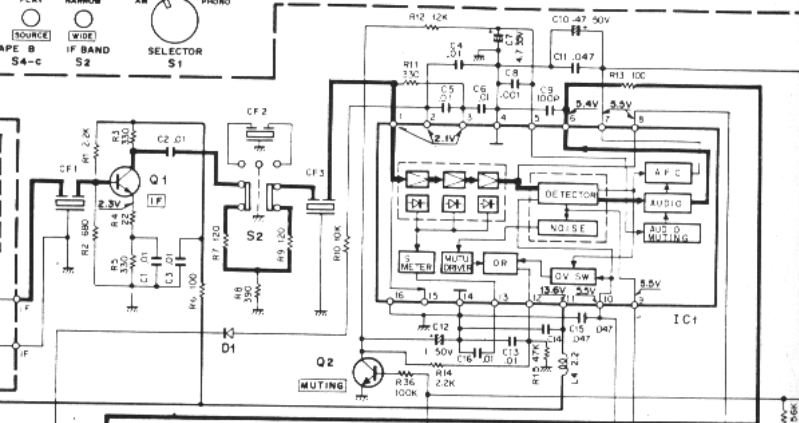 PHONO
AM
SOURCE
WIDE
APE B
IF BAND
SELECTOR
S4-c
S2
S1
R12 12K
C10 .47 50V
C7
4.7 35V
C4
.01
C11 .047
R11
330
C8
.001
R13 100
C5
.01
C6
.01
C9
100P
5.4V
5.5V
1
2
3
4
5
6
7
8
2.1V
R1 2.2K
R3
330
C2 .01
CF2
CF1
CF3
Q1
IF
2.3V
R4
22
R2 680
R5
330
C1 .01
C3 .01
R6 100
R7 120
S2
R9 120
R8
390
R10 10K
AFC
DETECTOR
AUDIO
NOISE
AUDIO
MUTING
S
METER
MUTU
DRIVER
OR
OV SW
13.6V
5.5V
5.5V
16
15
14
13
12
11
10
9
IC1
IF
IF
D1
C12
1 50V
C16 .01
C13
.01
C14
.047
C15
.047
R15 47K
L4 2.2
Q2
MUTING
R14
2.2K
R36
100K
56K